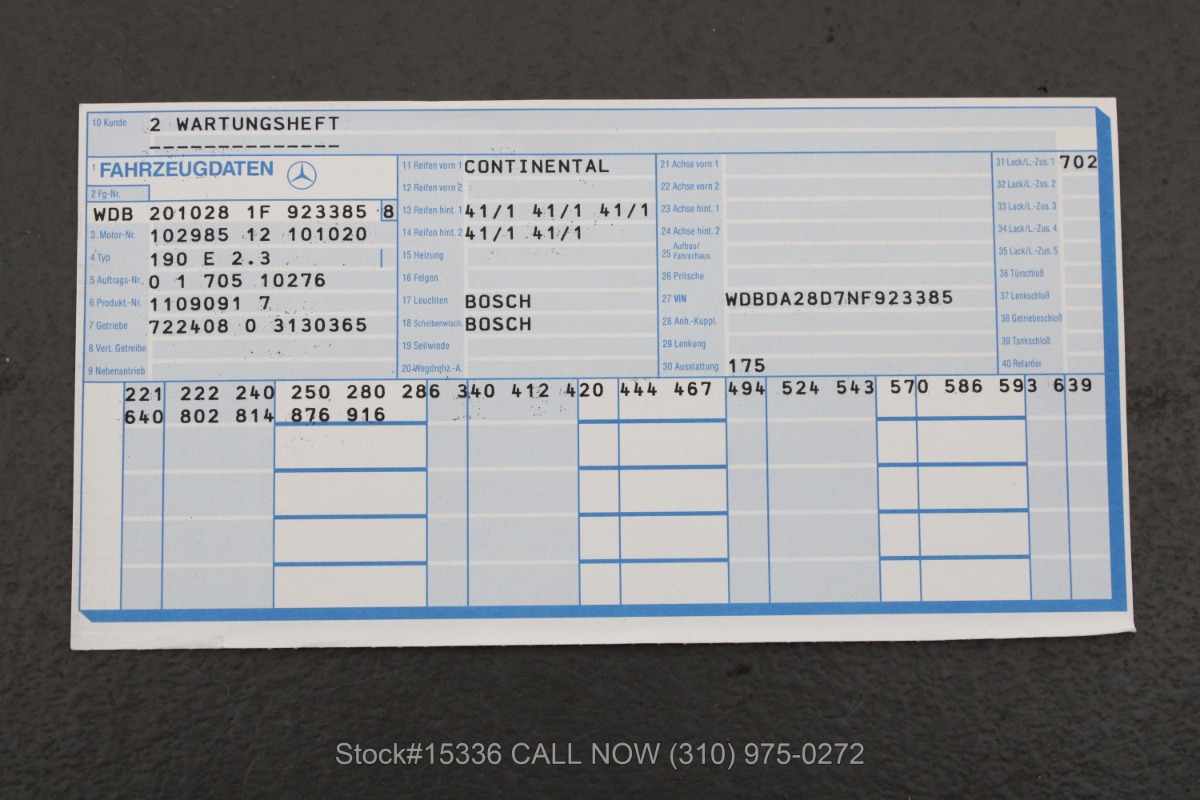 10 Kunde 2 WARTUNGSHEFT
--------------
1 FAHRZEUGDATEN
2 Fg-Nr.
WDB 201028 1F 923385 8
3. Motor-Nr. 102985 12 101020
4 Typ 190 E 2.3
5 Auftrags-Nr. 0 1 705 10276
6 Produkt.-Nr. 1109091 7
7 Getriebe 722408 0 3130365
8 Vert. Getriebe
9 Nebenantrieb
11 Reifen vorn 1 CONTINENTAL
12 Reifen vorn 2
13 Reifen hint. 1 41/1 41/1 41/1
14 Reifen hint. 2 41/1 41/1
15 Heizung
16 Felgen
17 Leuchten BOSCH
18 Scheibenwisch. BOSCH
19 Seilwinde
20 Wegdrehz.-A.
21 Achse vorn 1
22 Achse vorn 2
23 Achse hint. 1
24 Achse hint. 2
25 Aufbau/
Fahrerhaus
26 Pritsche
27 VIN WDBDA28D7NF923385
28 Anh.-Kuppl.
29 Lenkung
30 Ausstattung 175
31 Lack/L.-Zus. 1 702
32 Lack/L.-Zus. 2
33 Lack/L.-Zus. 3
34 Lack/L.-Zus. 4
35 Lack/L.-Zus. 5
36 Türschloß
37 Lenkschloß
38 Getriebeschloß
39 Tankschloß
40 Retarder
221 222 240 250 280 286 340 412 420 444 467 494 524 543 570 586 593 639
640 802 814 876 916
Stock#15336 CALL NOW (310) 975-0272